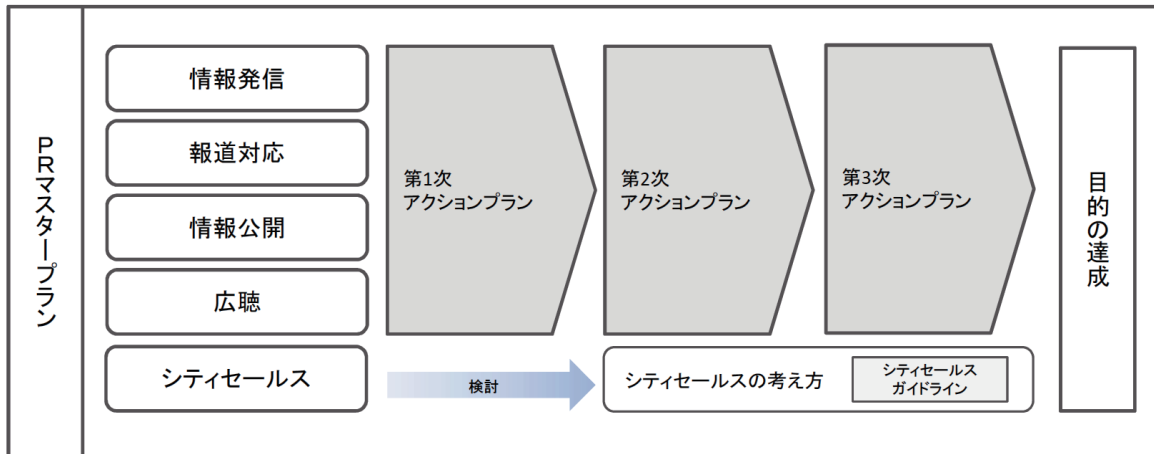 PRマスタープラン
情報発信
報道対応
情報公開
広聴
シティセールス
第1次
アクションプラン
第2次
アクションプラン
第3次
アクションプラン
検討
シティセールスの考え方
シティセールス
ガイドライン
目的の達成